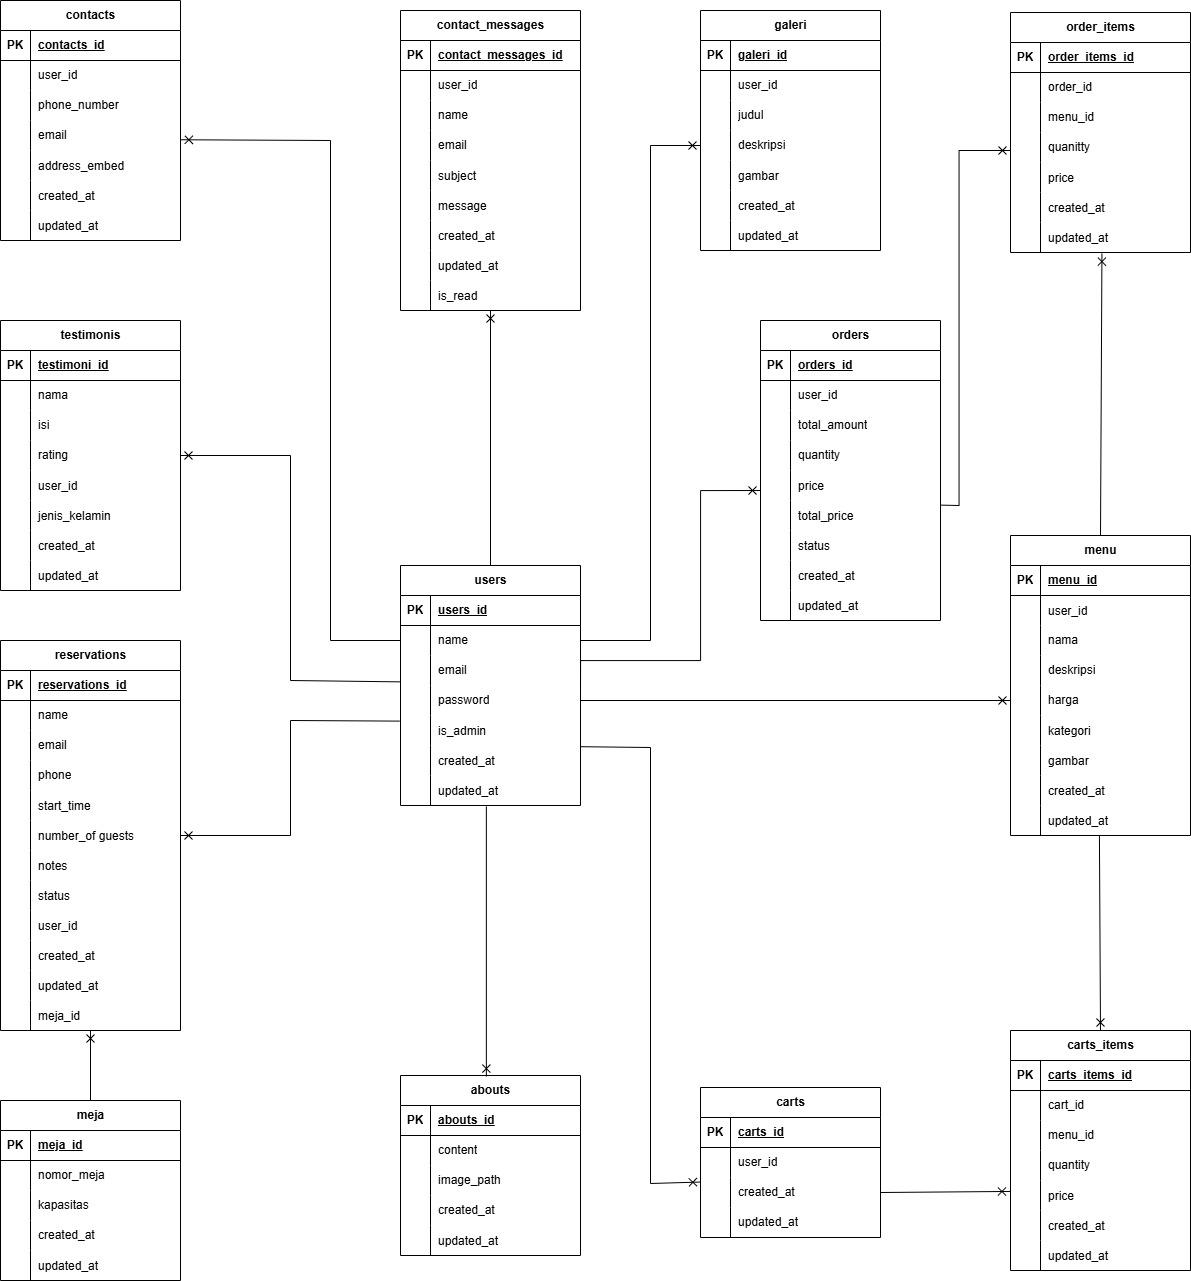 contacts
PK contacts_id
user_id
phone_number
email
address_embed
created_at
updated_at
contact_messages
PK contact_messages_id
user_id
name
email
subject
message
created_at
updated_at
is_read
galeri
PK galeri_id
user_id
judul
deskripsi
gambar
created_at
updated_at
order_items
PK order_items_id
order_id
menu_id
quanitty
price
created_at
updated_at
testimonis
PK testimoni_id
nama
isi
rating
user_id
jenis_kelamin
created_at
updated_at
orders
PK orders_id
user_id
total_amount
quantity
price
total_price
status
created_at
updated_at
users
PK users_id
name
email
password
is_admin
created_at
updated_at
menu
PK menu_id
user_id
nama
deskripsi
harga
kategori
gambar
created_at
updated_at
reservations
PK reservations_id
name
email
phone
start_time
number_of guests
notes
status
user_id
created_at
updated_at
meja_id
meja
PK meja_id
nomor_meja
kapasitas
created_at
updated_at
abouts
PK abouts_id
content
image_path
created_at
updated_at
carts
PK carts_id
user_id
created_at
updated_at
carts_items
PK carts_items_id
cart_id
menu_id
quantity
price
created_at
updated_at